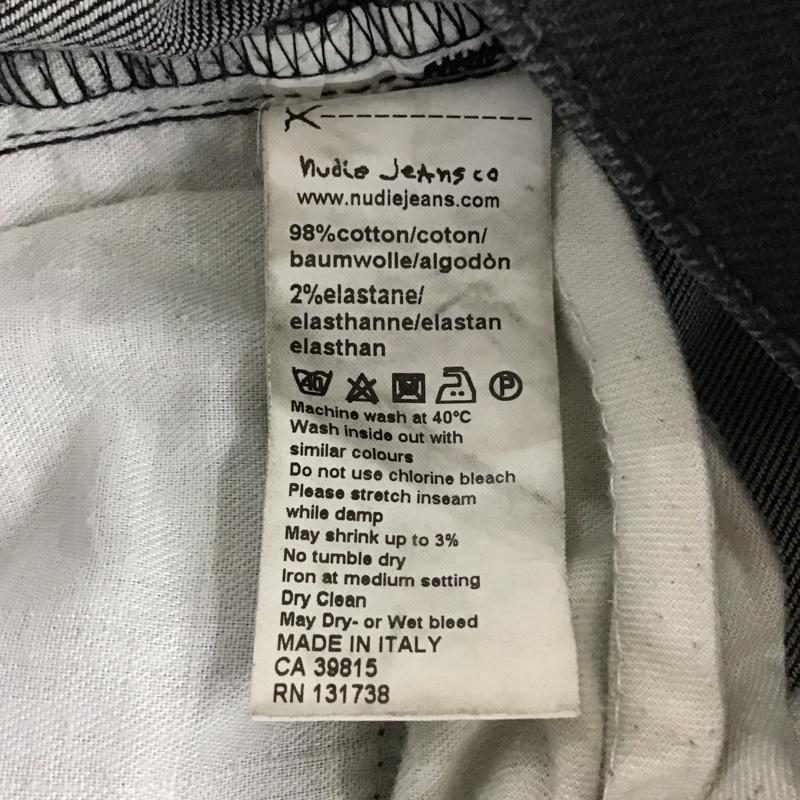 nudie Jeans co
www.nudiejeans.com
98%cotton/coton/
baumwolle/algodòn
2%elastane/
elasthanne/elastan
elasthan
40 P
Machine wash at 40°C
Wash inside out with
similar colours
Do not use chlorine bleach
Please stretch inseam
while damp
May shrink up to 3%
No tumble dry
Iron at medium setting
Dry Clean
May Dry- or Wet bleed
MADE IN ITALY
CA 39815
RN 131738